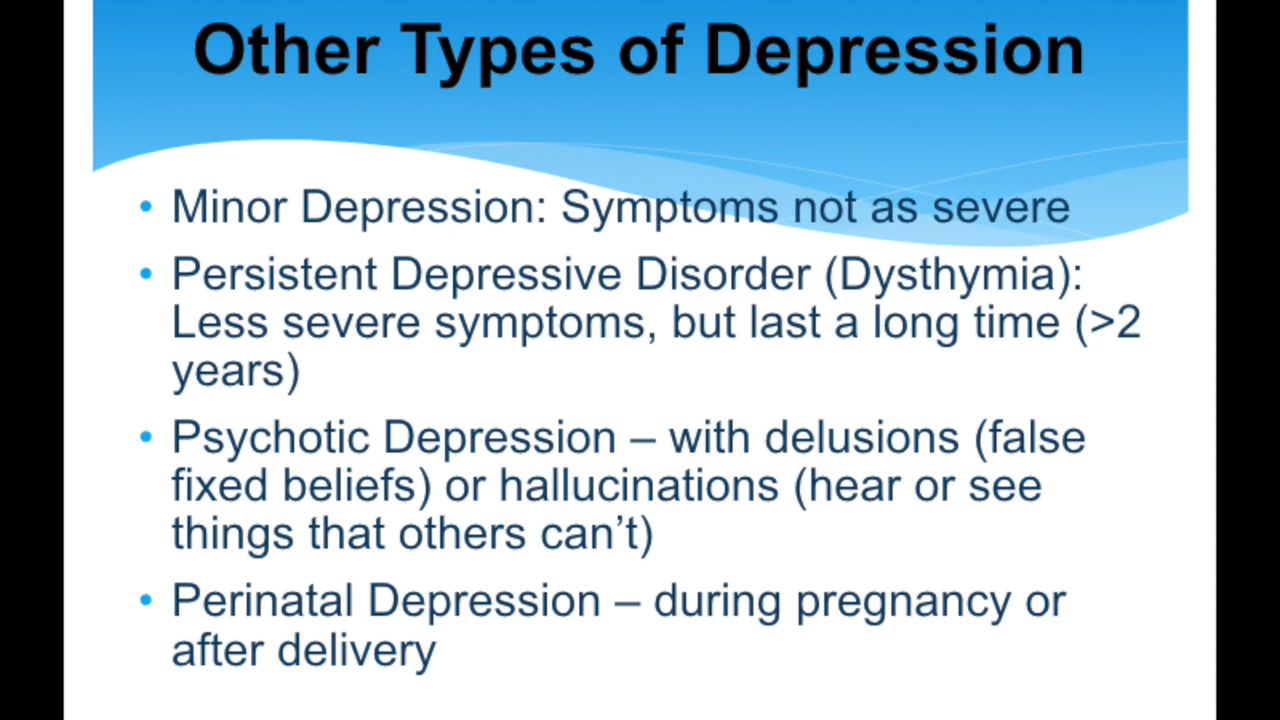 Other Types of Depression
• Minor Depression: Symptoms not as severe
• Persistent Depressive Disorder (Dysthymia):
Less severe symptoms, but last a long time (>2
years)
• Psychotic Depression – with delusions (false
fixed beliefs) or hallucinations (hear or see
things that others can’t)
• Perinatal Depression – during pregnancy or
after delivery